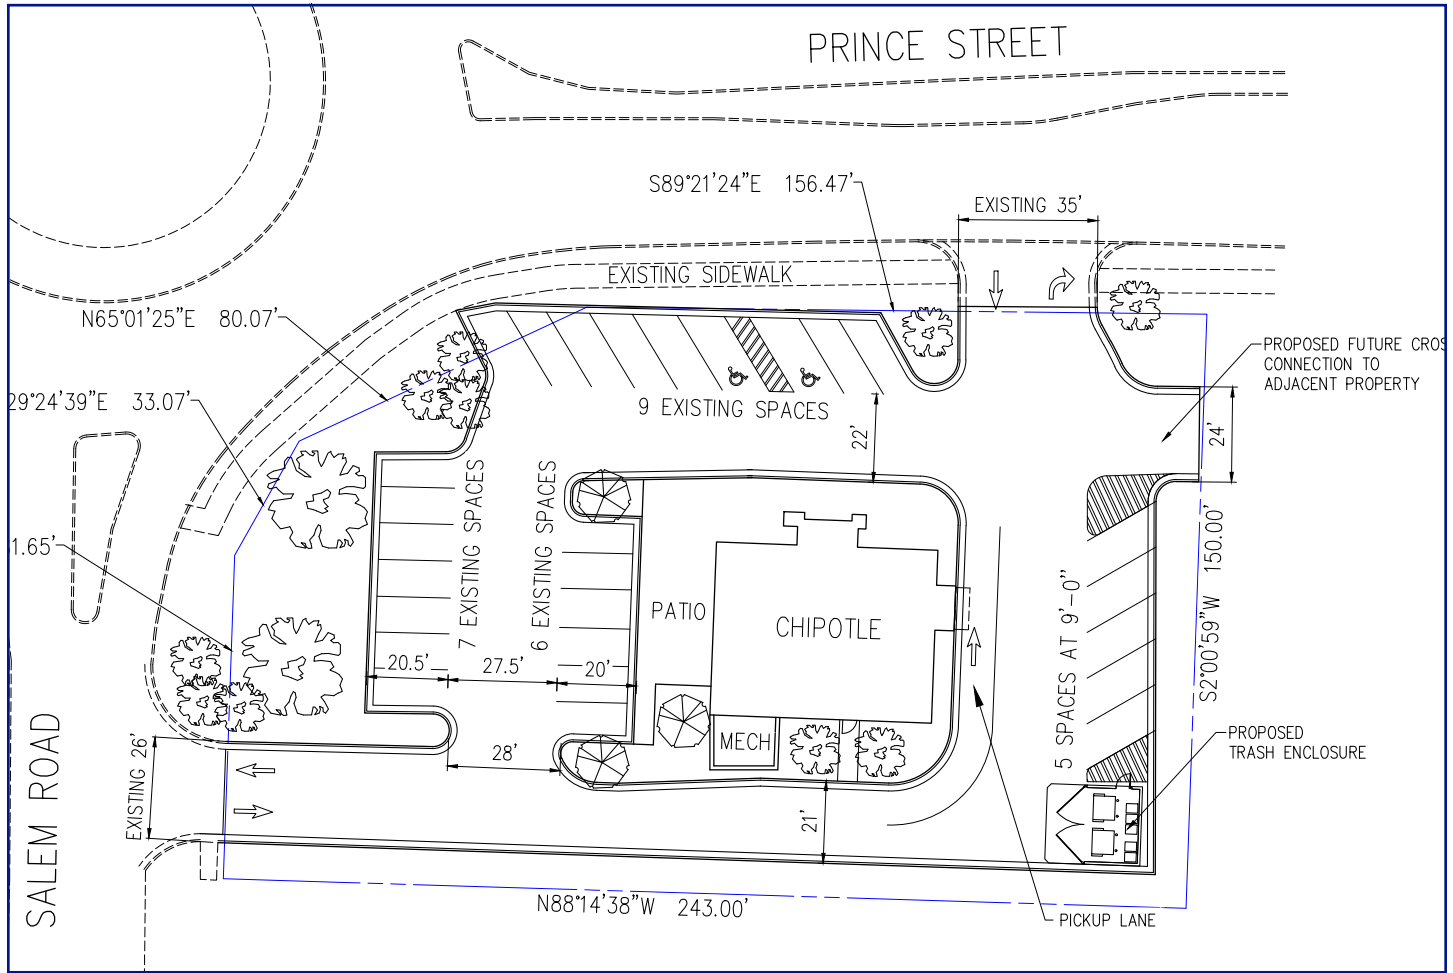 PRINCE STREET
S89°21'24"E 156.47'
EXISTING 35'
EXISTING SIDEWALK
N65°01'25"E 80.07'
PROPOSED FUTURE CROS
CONNECTION TO
ADJACENT PROPERTY
29°24'39"E 33.07'
9 EXISTING SPACES
22'
24'
7 EXISTING SPACES
6 EXISTING SPACES
1.65'
S2°00'59"W 150.00'
PATIO
CHIPOTLE
5 SPACES AT 9'-0"
20.5'
27.5'
20'
MECH
PROPOSED
TRASH ENCLOSURE
28'
EXISTING 26'
21'
SALEM ROAD
N88°14'38"W 243.00'
PICKUP LANE